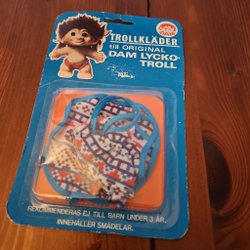 TROLLKLÄDER
till ORIGINAL
DAM LYCKO-
TROLL
REKOMMENDERAS EJ TILL BARN UNDER 3 ÅR.
INNEHÅLLER SMÅDELAR.